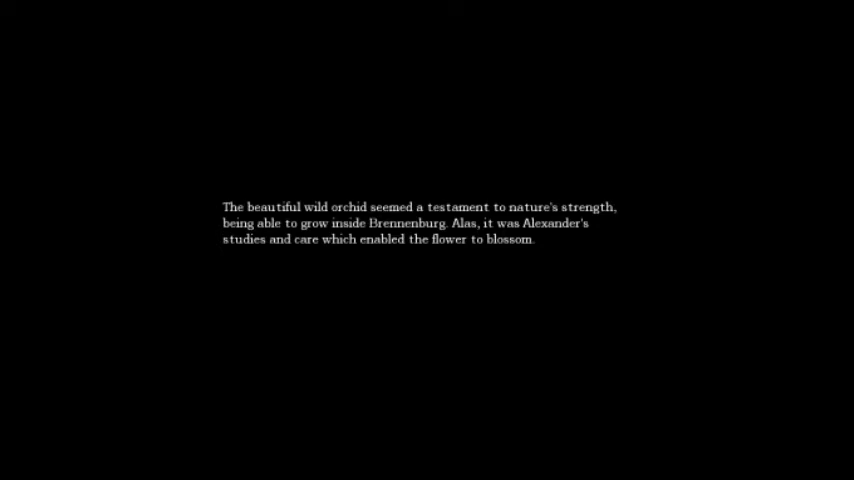 The beautiful wild orchid seemed a testament to nature's strength,
being able to grow inside Brennenburg. Alas, it was Alexander's
studies and care which enabled the flower to blossom.